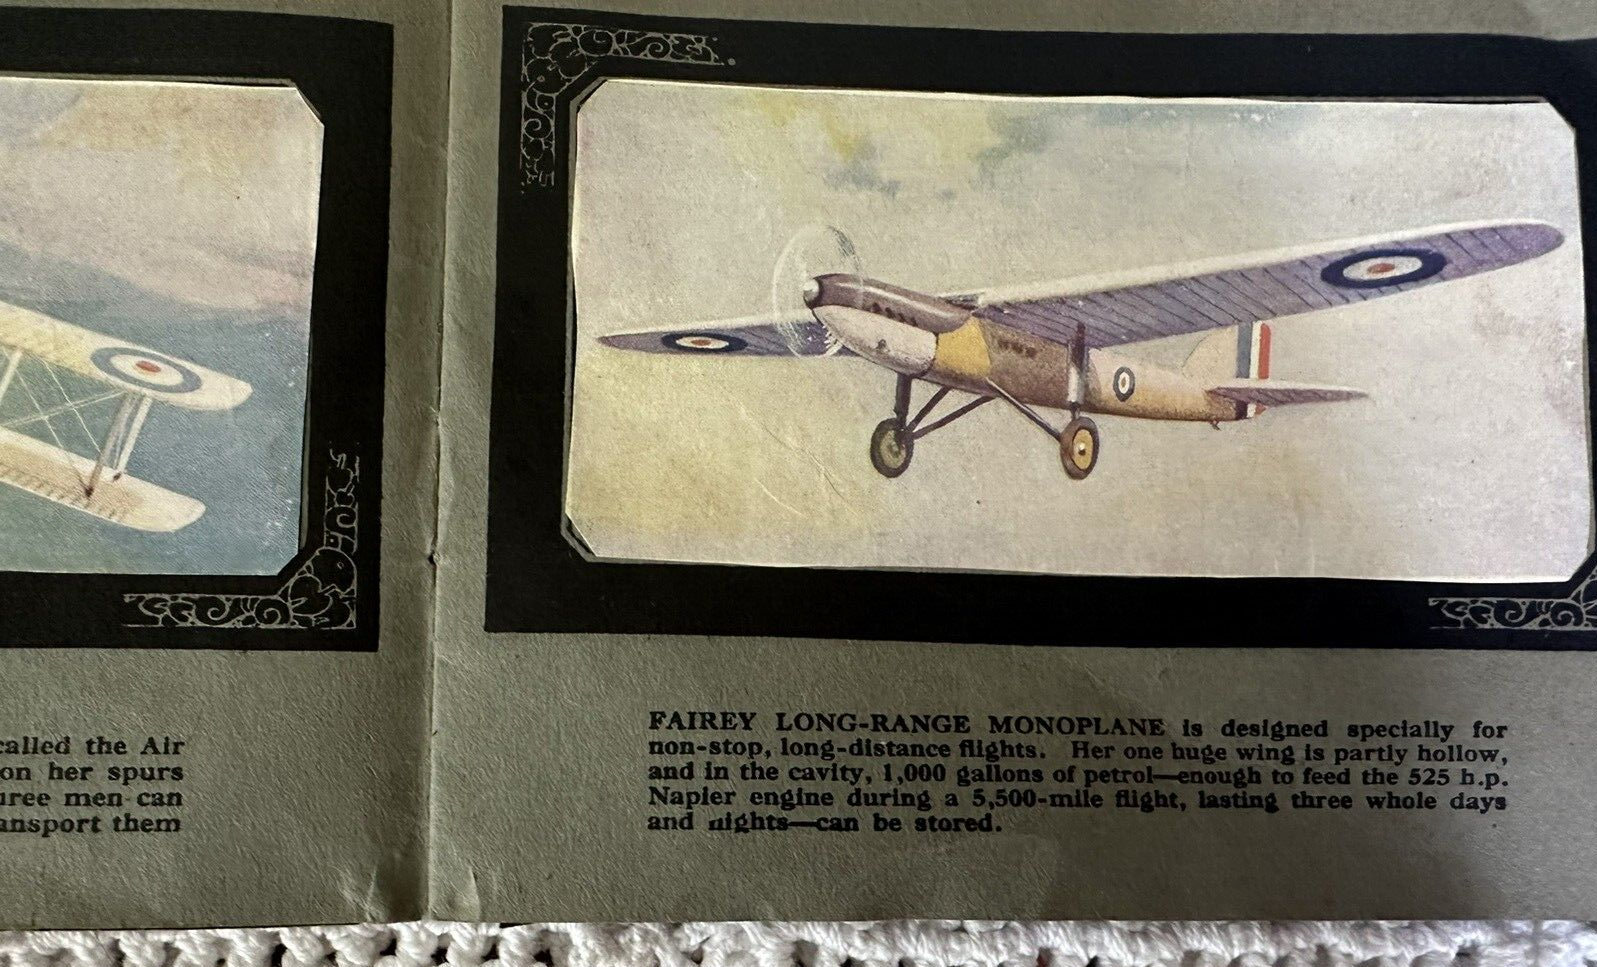 called the Air
on her spurs
three men can
transport them
FAIREY LONG-RANGE MONOPLANE is designed specially for
non-stop, long-distance flights. Her one huge wing is partly hollow,
and in the cavity, 1,000 gallons of petrol—enough to feed the 525 h.p.
Napier engine during a 5,500-mile flight, lasting three whole days
and nights—can be stored.